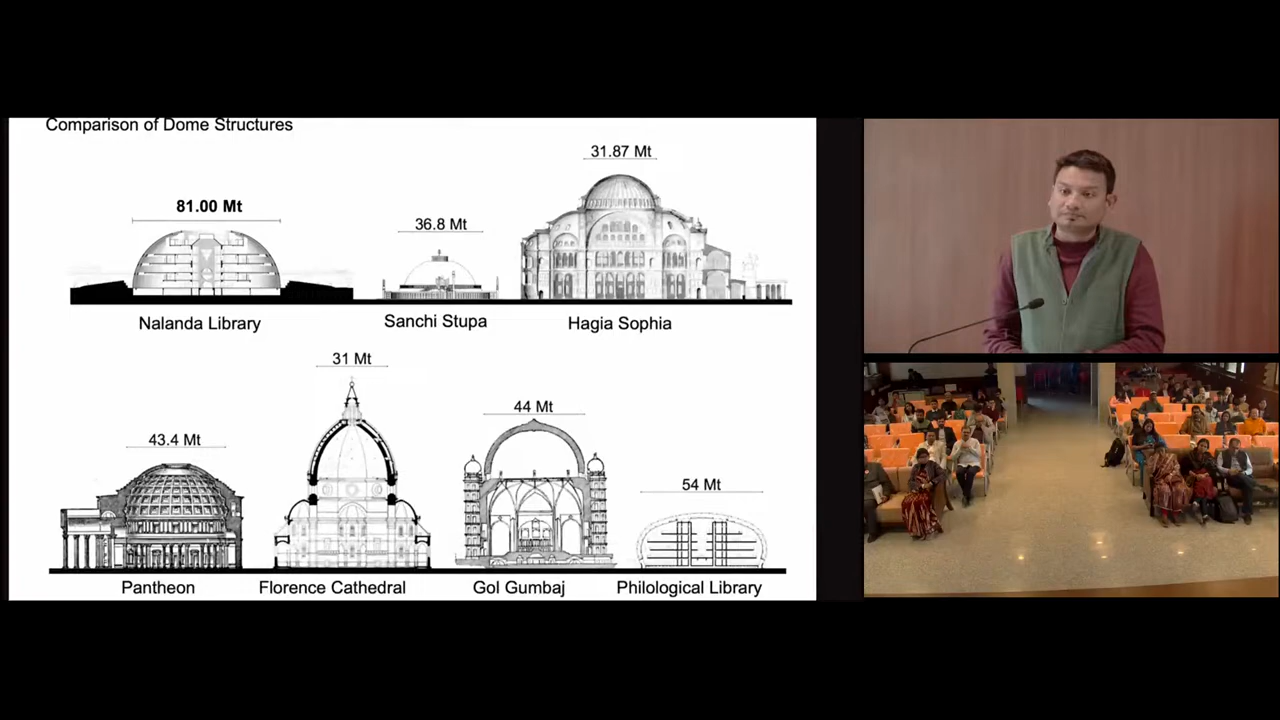 Comparison of Dome Structures
81.00 Mt
36.8 Mt
31.87 Mt
Nalanda Library
Sanchi Stupa
Hagia Sophia
43.4 Mt
31 Mt
44 Mt
54 Mt
Pantheon
Florence Cathedral
Gol Gumbaj
Philological Library